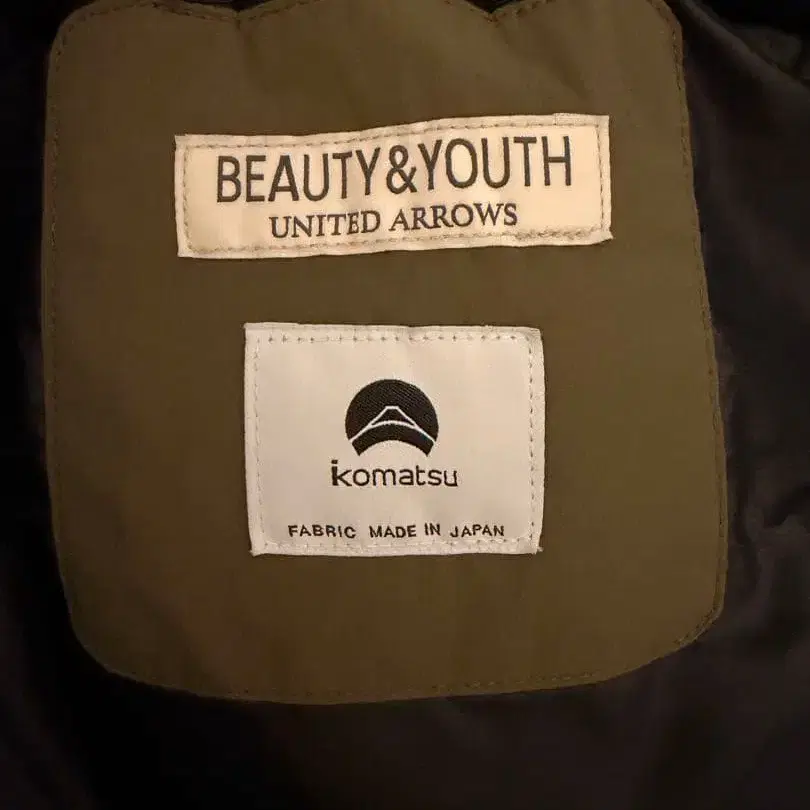 BEAUTY&YOUTH
UNITED ARROWS
komatsu
FABRIC MADE IN JAPAN